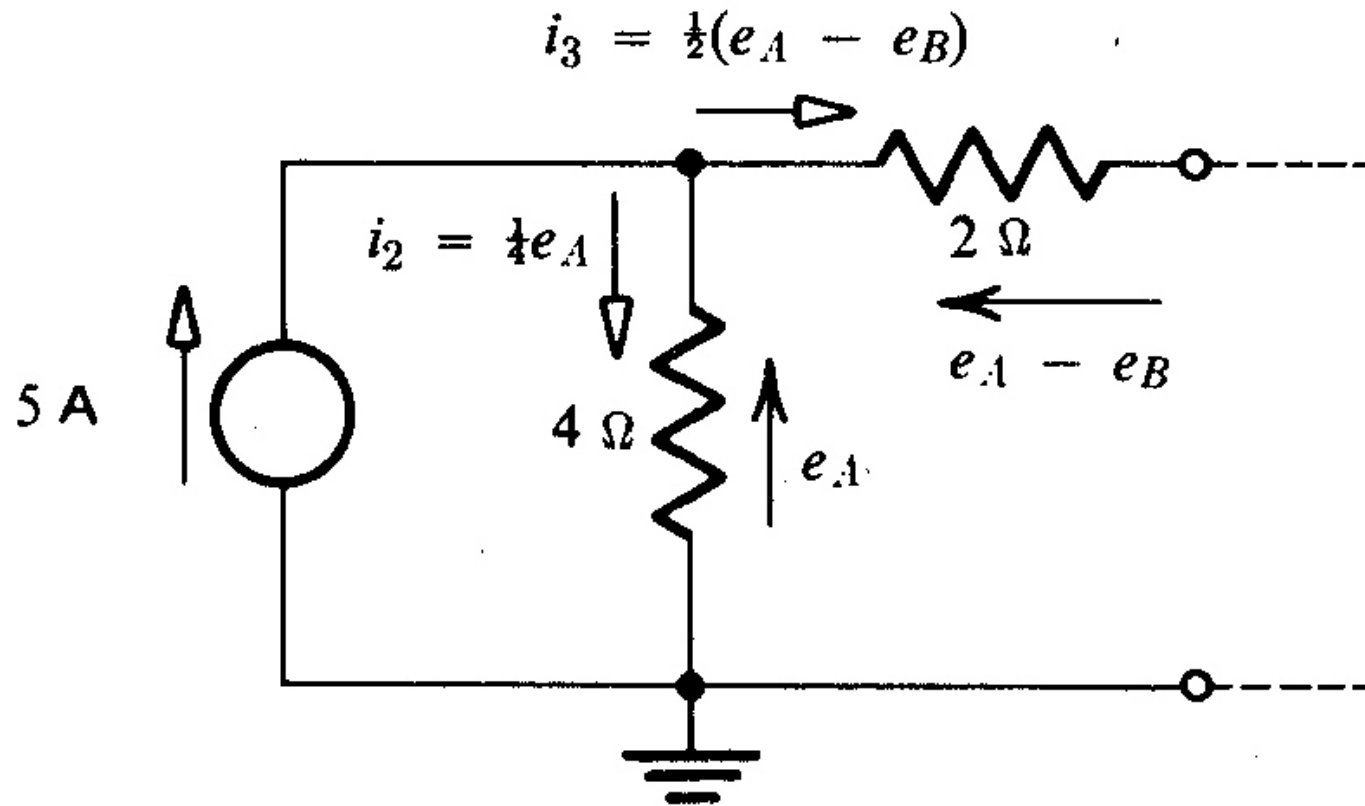 i₃ = ½(e_A − e_B)
i₂ = ¼e_A
2 Ω
e_A − e_B
5 A
4 Ω
e_A